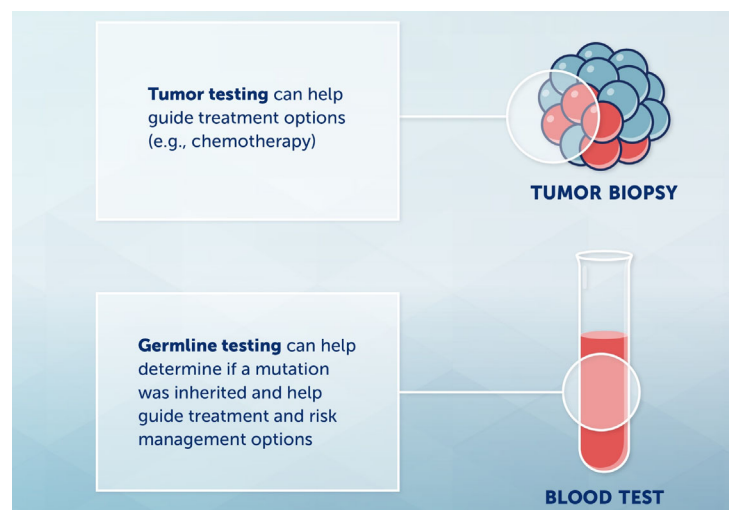 Tumor testing can help
guide treatment options
(e.g., chemotherapy)
TUMOR BIOPSY
Germline testing can help
determine if a mutation
was inherited and help
guide treatment and risk
management options
BLOOD TEST